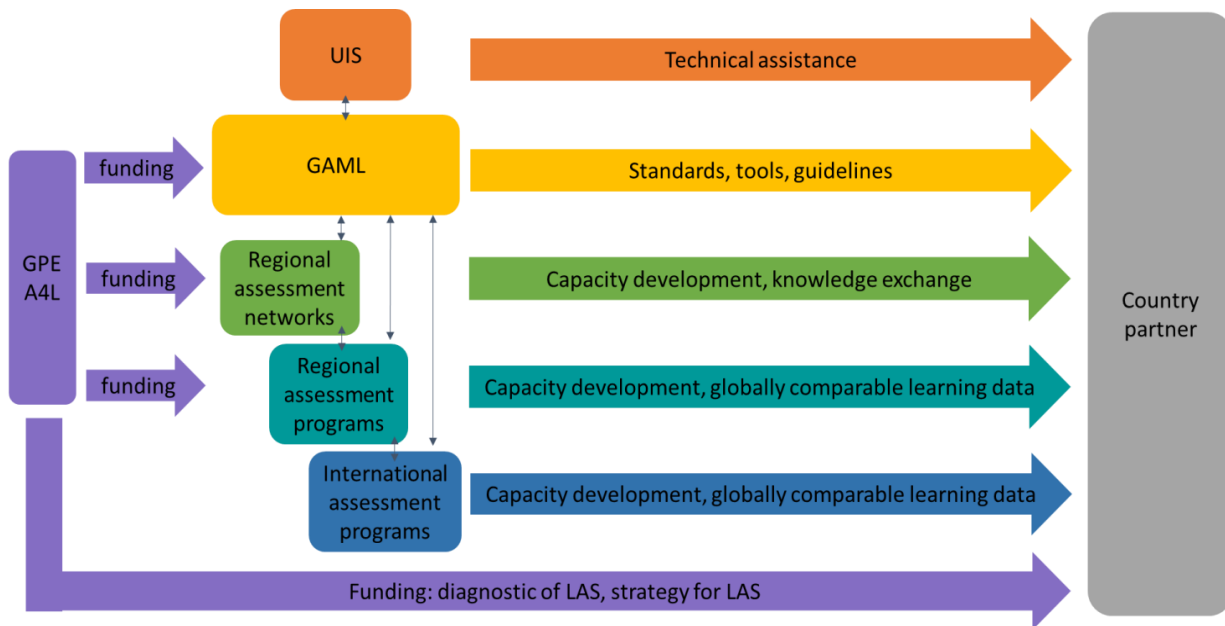 UIS
Technical assistance
funding
GAML
Standards, tools, guidelines
GPE
A4L
funding
Regional
assessment
networks
Capacity development, knowledge exchange
Country
partner
funding
Regional
assessment
programs
Capacity development, globally comparable learning data
International
assessment
programs
Capacity development, globally comparable learning data
Funding: diagnostic of LAS, strategy for LAS